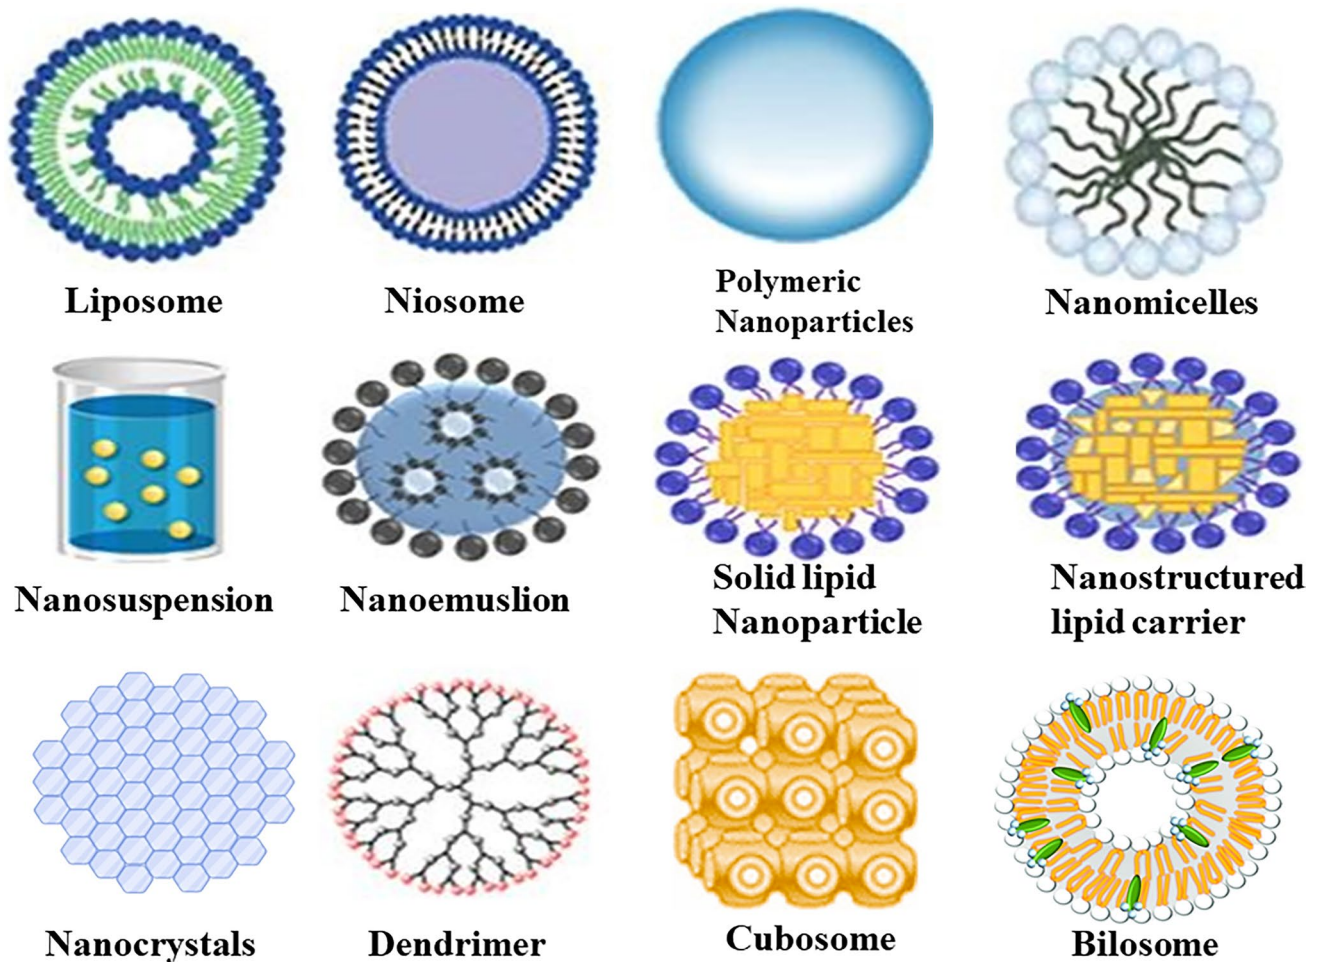 Liposome
Niosome
Polymeric
Nanoparticles
Nanomicelles
Nanosuspension
Nanoemuslion
Solid lipid
Nanoparticle
Nanostructured
lipid carrier
Nanocrystals
Dendrimer
Cubosome
Bilosome